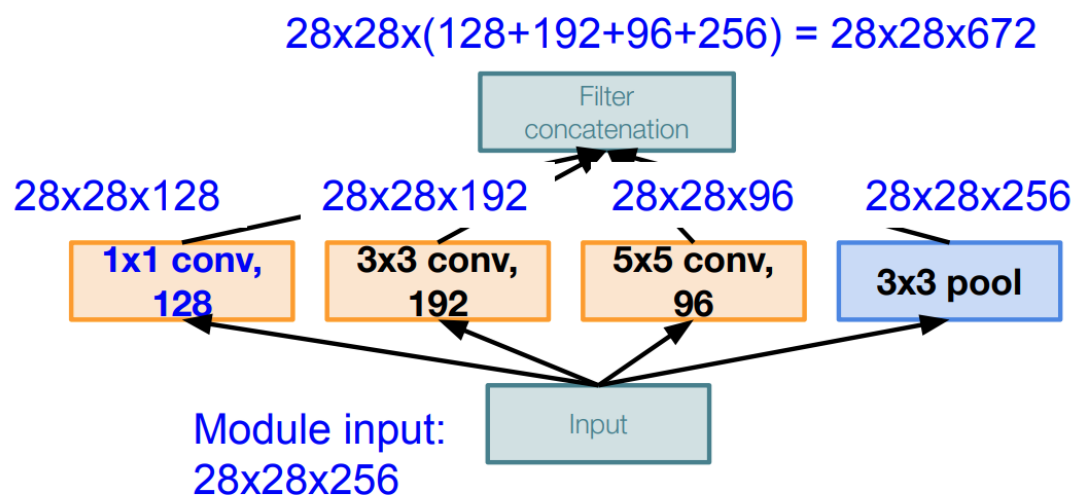 28x28x(128+192+96+256) = 28x28x672
Filter
concatenation
28x28x128
28x28x192
28x28x96
28x28x256
1x1 conv,
128
3x3 conv,
192
5x5 conv,
96
3x3 pool
Input
Module input:
28x28x256